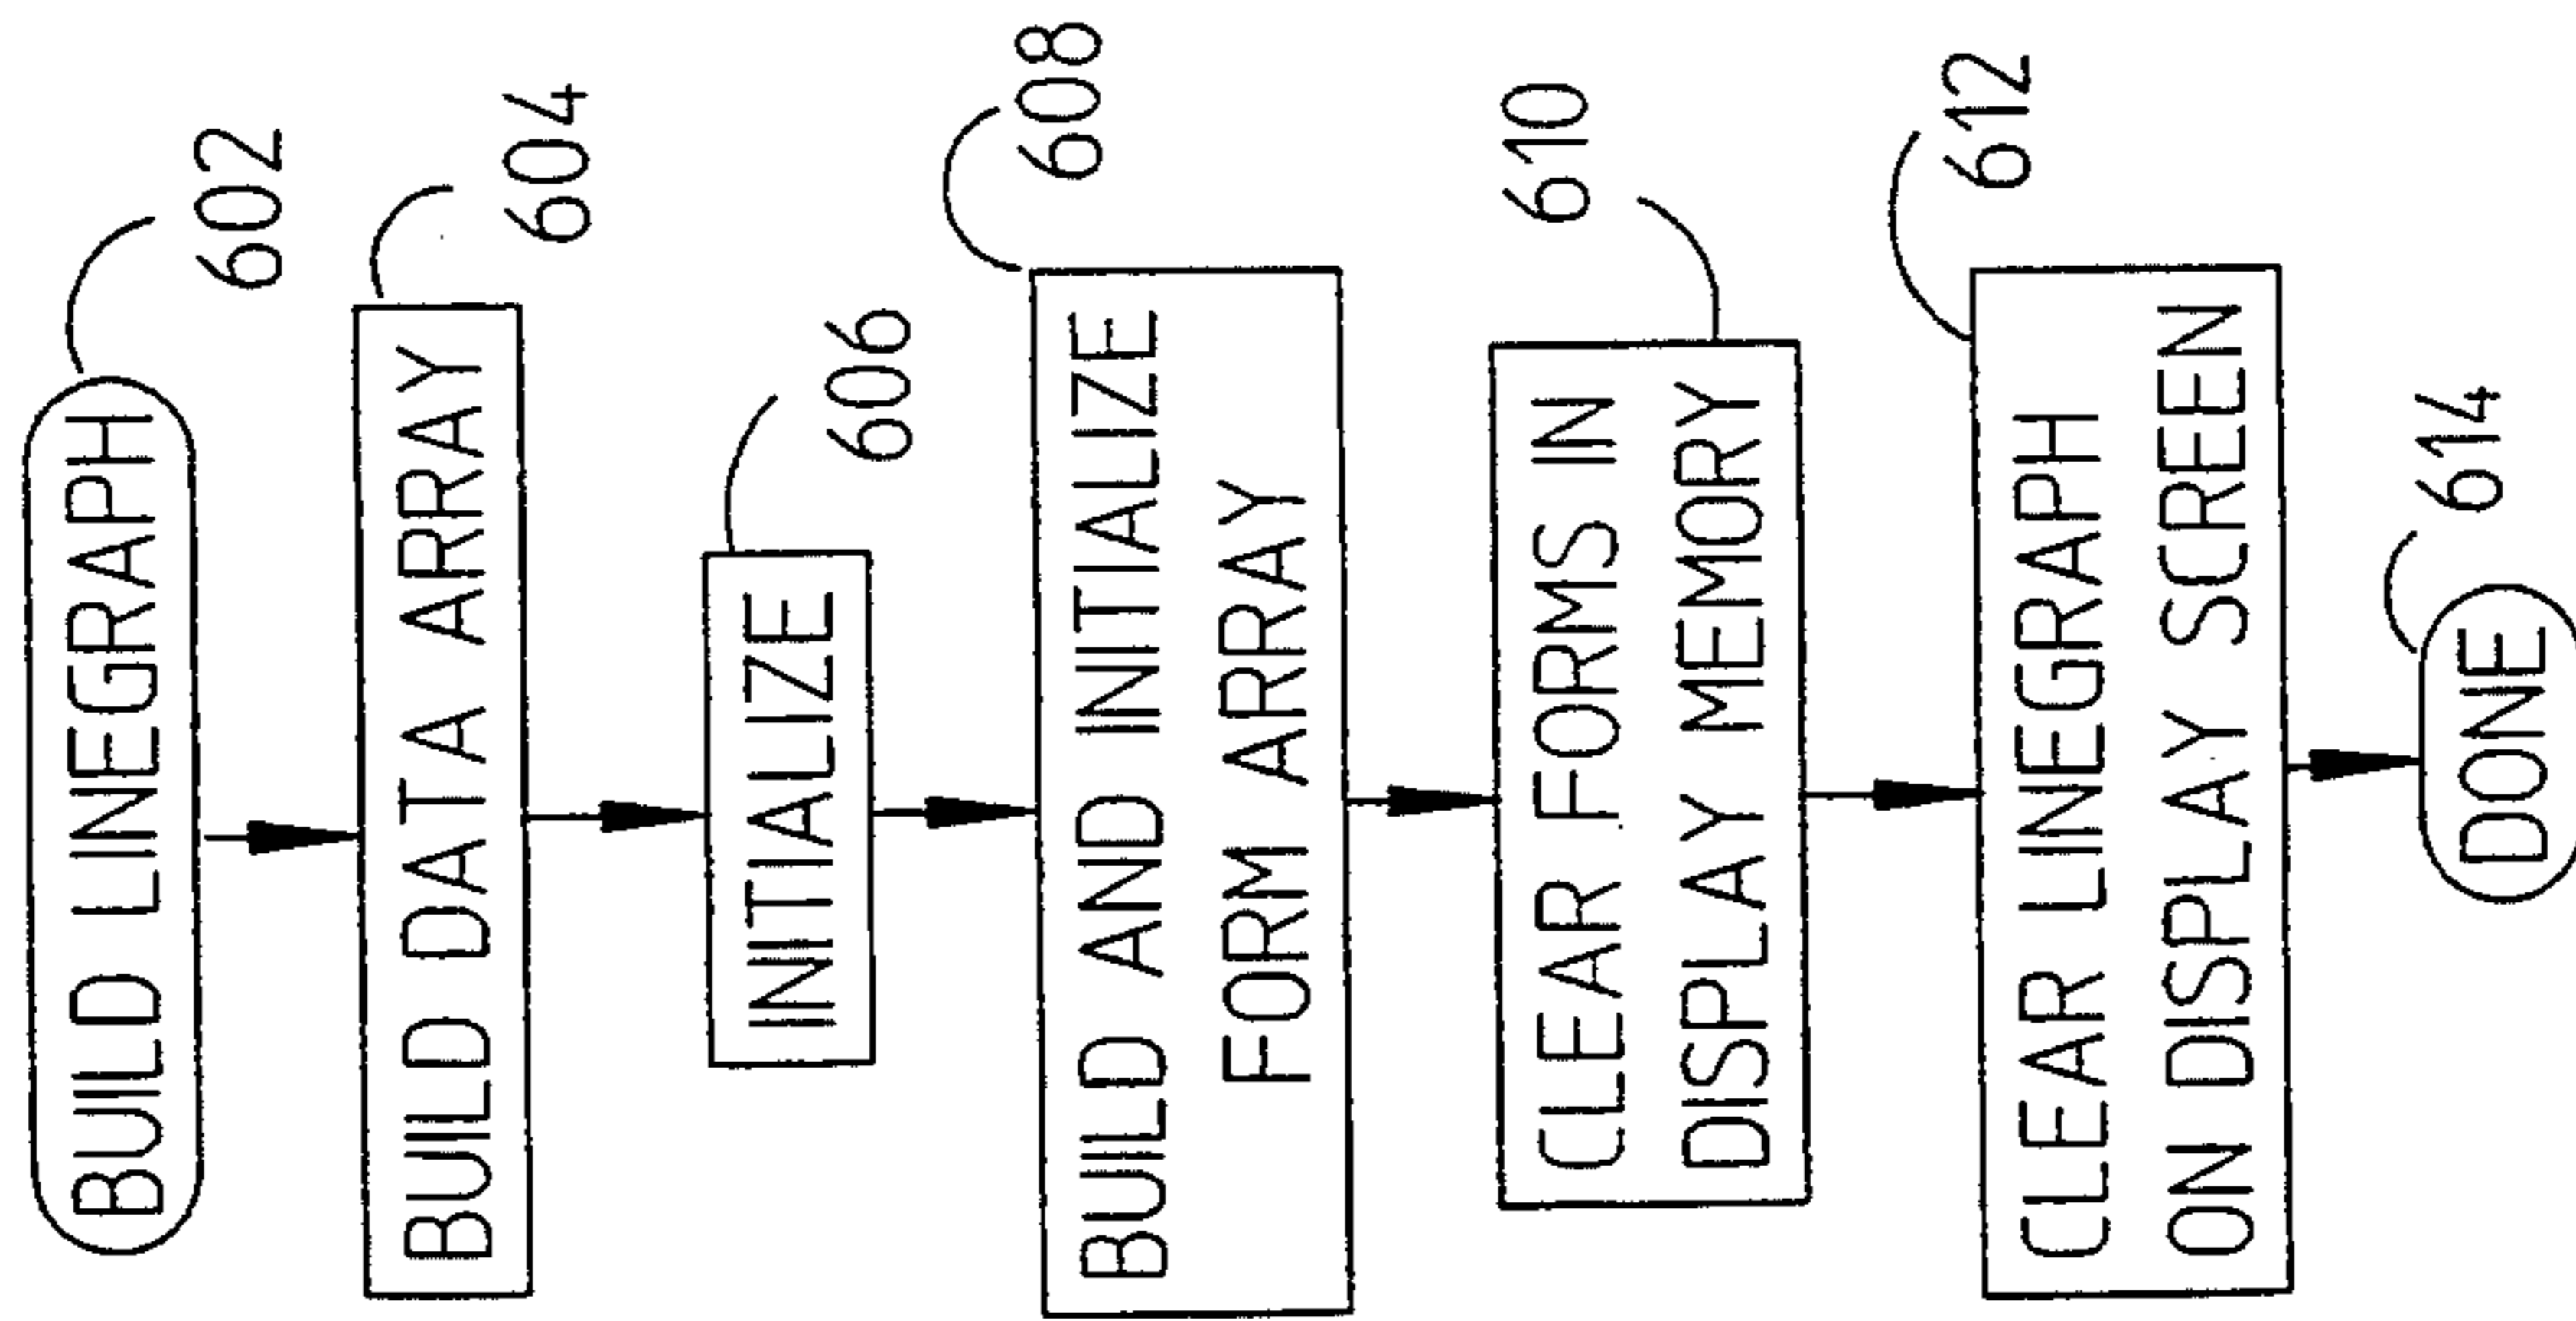 BUILD LINEGRAPH
602
BUILD DATA ARRAY
604
INITIALIZE
606
BUILD AND INITIALIZE
FORM ARRAY
608
CLEAR FORMS IN
DISPLAY MEMORY
610
CLEAR LINEGRAPH
ON DISPLAY SCREEN
612
DONE
614